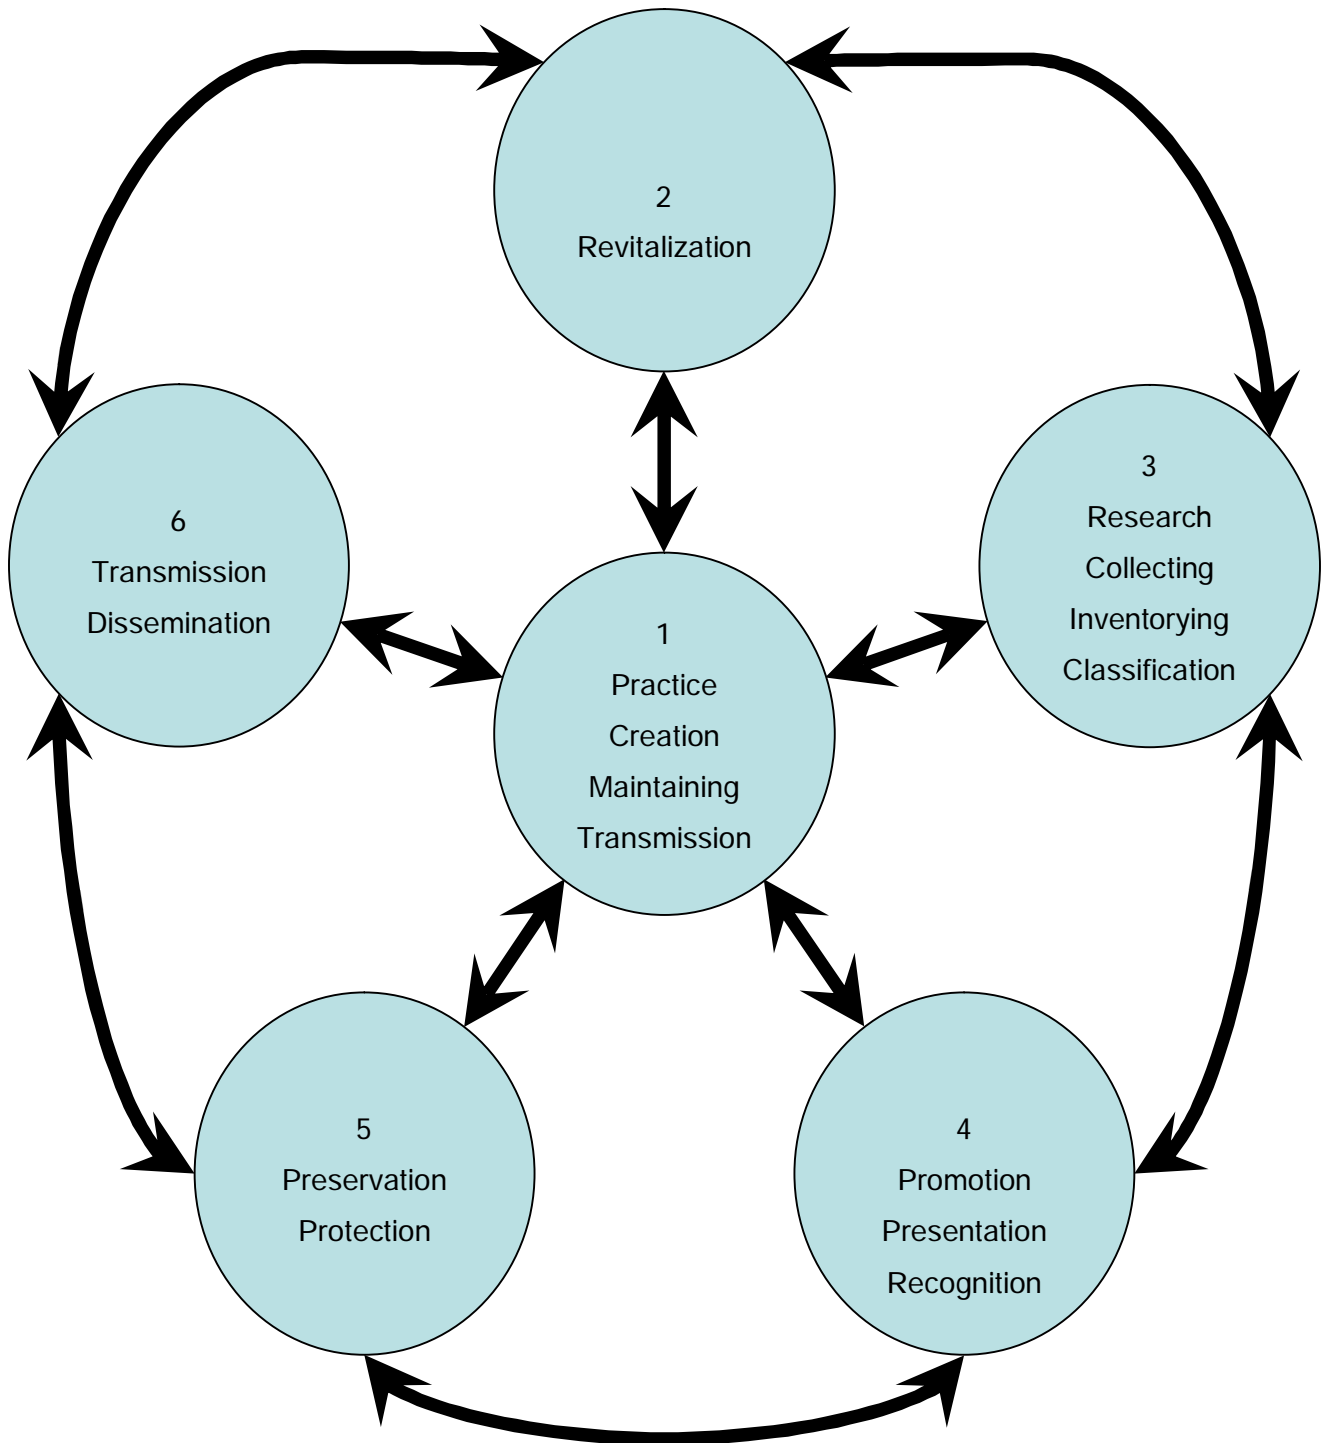 2
Revitalization
3
Research
Collecting
Inventorying
Classification
6
Transmission
Dissemination
1
Practice
Creation
Maintaining
Transmission
5
Preservation
Protection
4
Promotion
Presentation
Recognition